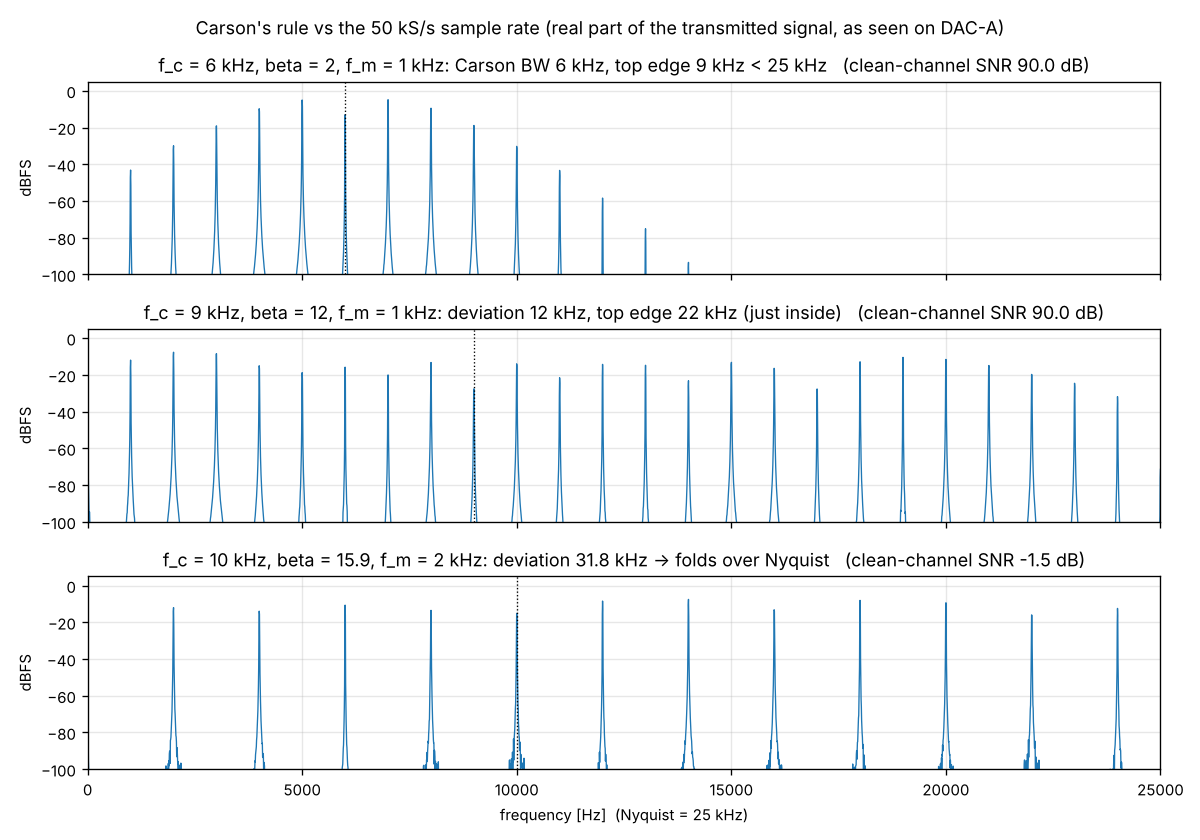 Carson's rule vs the 50 kS/s sample rate (real part of the transmitted signal, as seen on DAC-A)
f_c = 6 kHz, beta = 2, f_m = 1 kHz: Carson BW 6 kHz, top edge 9 kHz < 25 kHz   (clean-channel SNR 90.0 dB)
0
−20
−40
−60
−80
−100
dBFS
f_c = 9 kHz, beta = 12, f_m = 1 kHz: deviation 12 kHz, top edge 22 kHz (just inside)   (clean-channel SNR 90.0 dB)
0
−20
−40
−60
−80
−100
dBFS
f_c = 10 kHz, beta = 15.9, f_m = 2 kHz: deviation 31.8 kHz → folds over Nyquist   (clean-channel SNR -1.5 dB)
0
−20
−40
−60
−80
−100
dBFS
0 5000 10000 15000 20000 25000
frequency [Hz]  (Nyquist = 25 kHz)